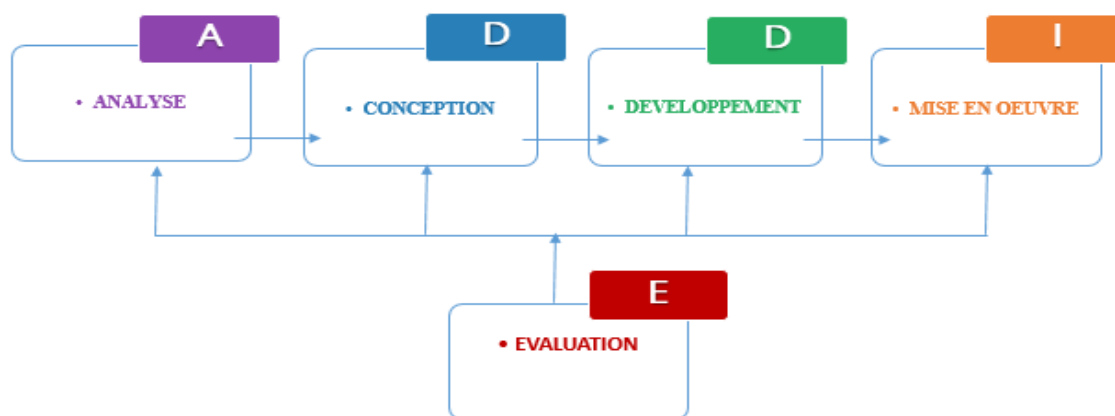 A
• ANALYSE
D
• CONCEPTION
D
• DEVELOPPEMENT
I
• MISE EN OEUVRE
E
• EVALUATION